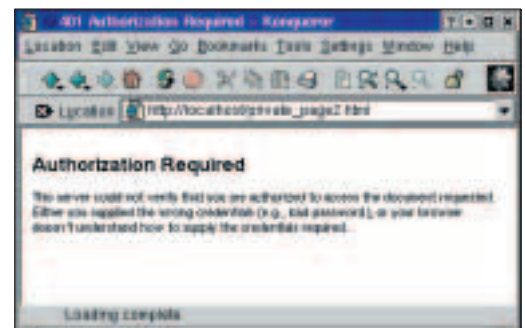 401 Authorization Required - Konqueror
Location Edit View Go Bookmarks Tools Settings Window Help
Location http://localhost/private_page2.html
Authorization Required
This server could not verify that you are authorized to access the document requested.
Either you supplied the wrong credentials (e.g., bad password), or your browser
doesn't understand how to supply the credentials required.
Loading complete